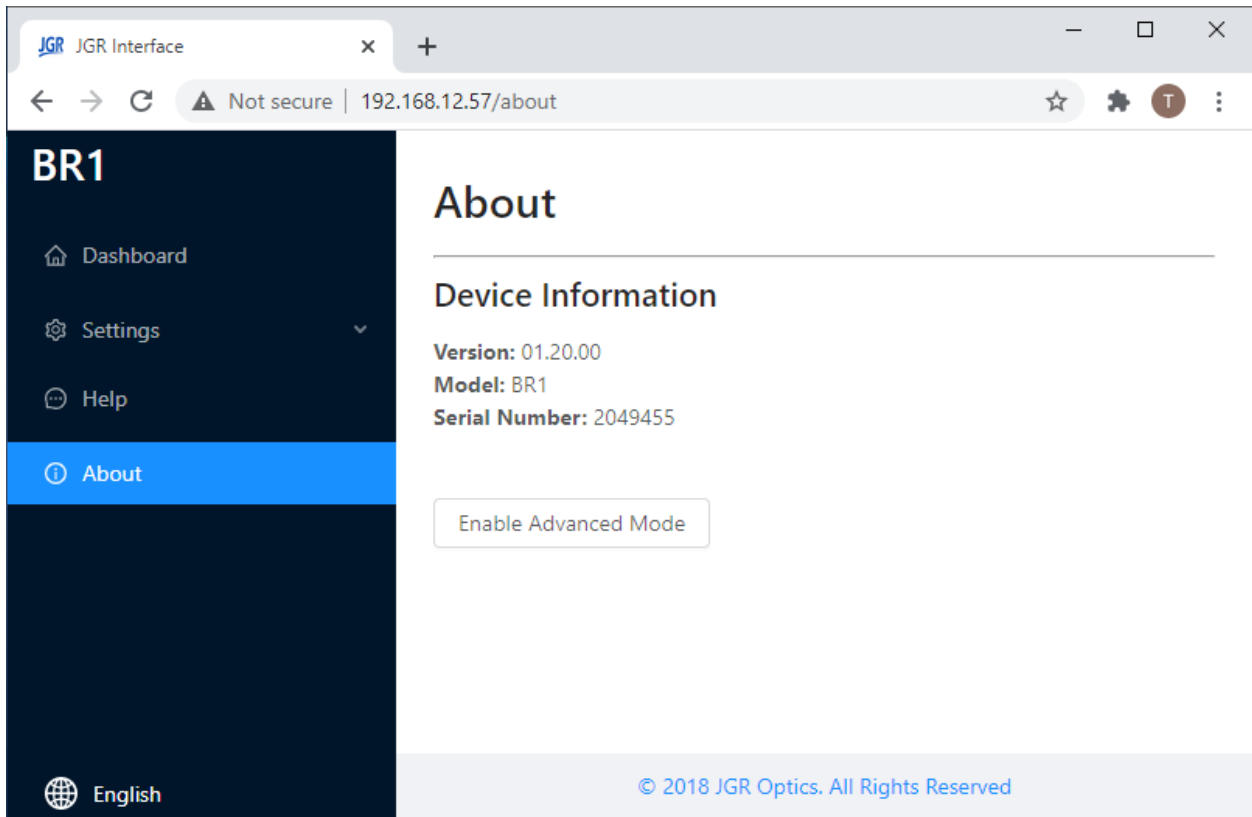 JGR JGR Interface
Not secure 192.168.12.57/about
T
BR1
Dashboard
Settings
Help
About
English
About
Device Information
Version: 01.20.00
Model: BR1
Serial Number: 2049455
Enable Advanced Mode
© 2018 JGR Optics. All Rights Reserved